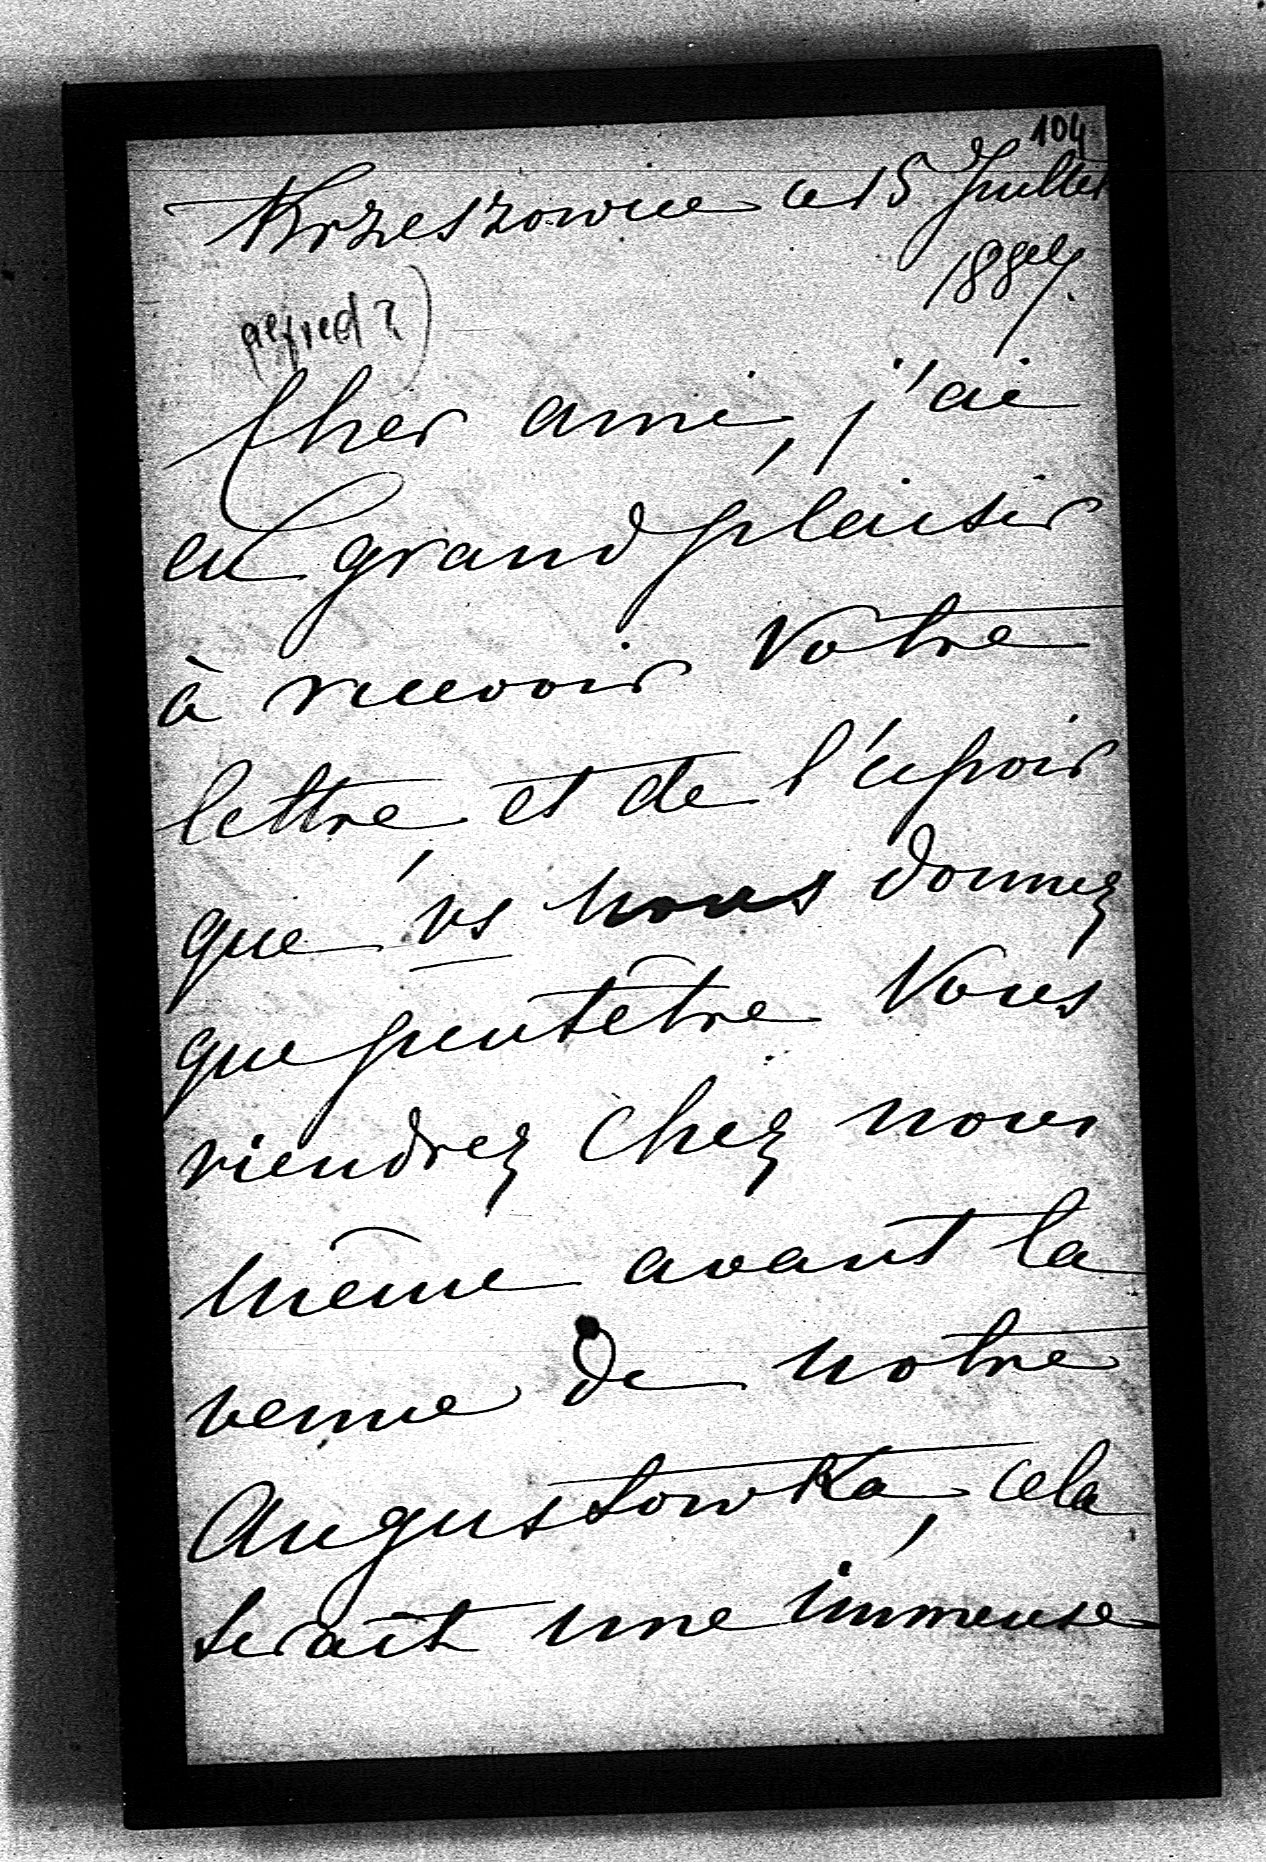 104
Krzeszowice ce 15 Juillet
1887.
(Alfred ?)
Cher ami, j'ai
eu grand plaisir
à recevoir Votre
lettre et de l'espoir
que vs nous donnez
que peutêtre Vous
viendrez chez nous
même avant la
venue de notre
Augustowka, cela
serait une immense